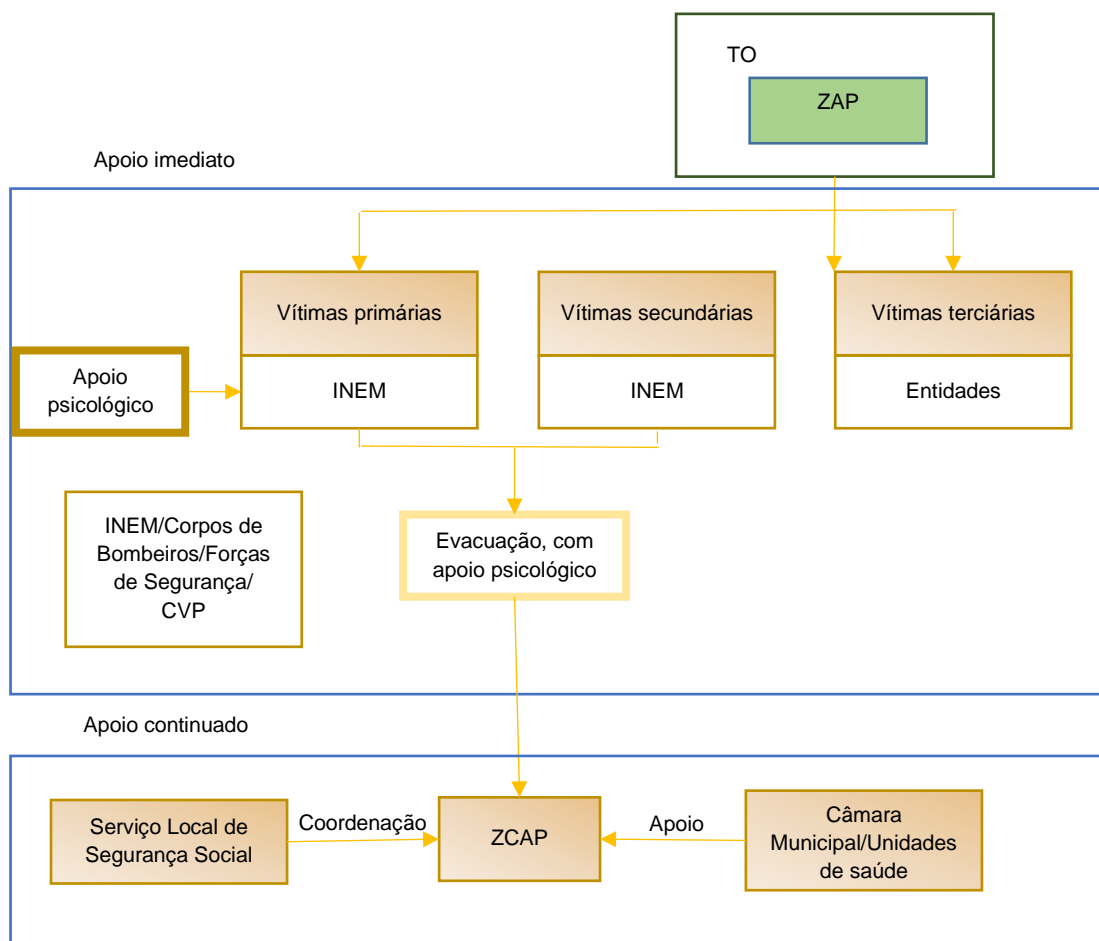 TO
ZAP
Apoio imediato
Vítimas primárias
Vítimas secundárias
Vítimas terciárias
Apoio
psicológico
INEM
INEM
Entidades
INEM/Corpos de
Bombeiros/Forças
de Segurança/
CVP
Evacuação, com
apoio psicológico
Apoio continuado
Serviço Local de
Segurança Social
Coordenação
ZCAP
Apoio
Câmara
Municipal/Unidades
de saúde